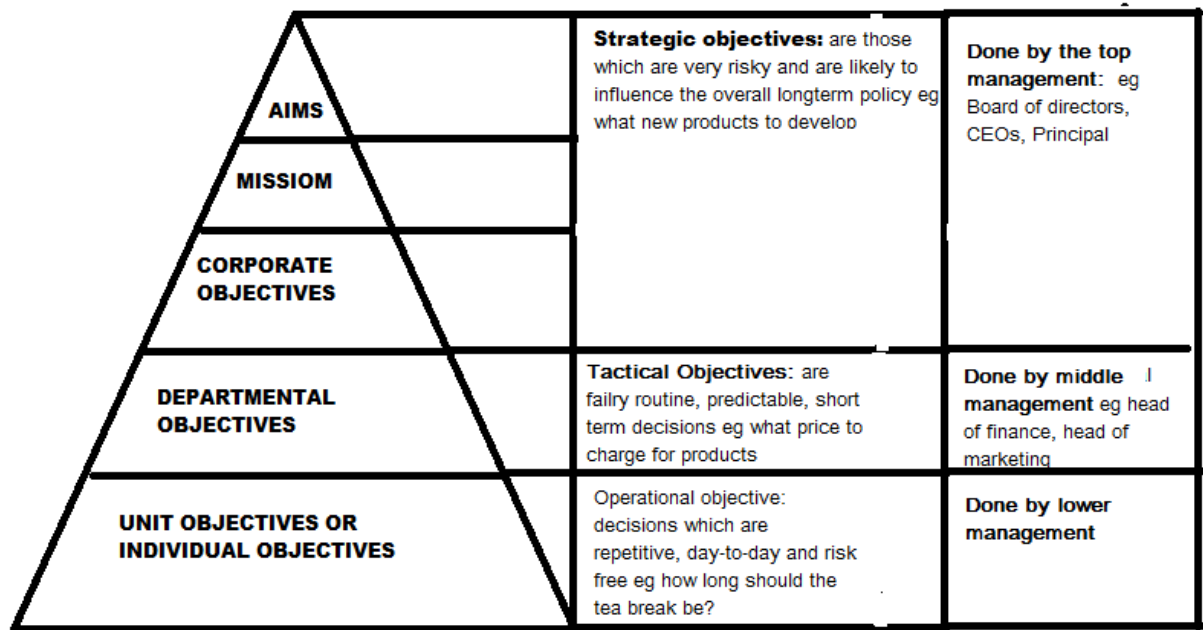 AIMS
Strategic objectives: are those
which are very risky and are likely to
influence the overall longterm policy eg
what new products to develop
Done by the top
management: eg
Board of directors,
CEOs, Principal
MISSIOM
CORPORATE
OBJECTIVES
DEPARTMENTAL
OBJECTIVES
Tactical Objectives: are
failry routine, predictable, short
term decisions eg what price to
charge for products
Done by middle l
management eg head
of finance, head of
marketing
UNIT OBJECTIVES OR
INDIVIDUAL OBJECTIVES
Operational objective:
decisions which are
repetitive, day-to-day and risk
free eg how long should the
tea break be?
Done by lower
management